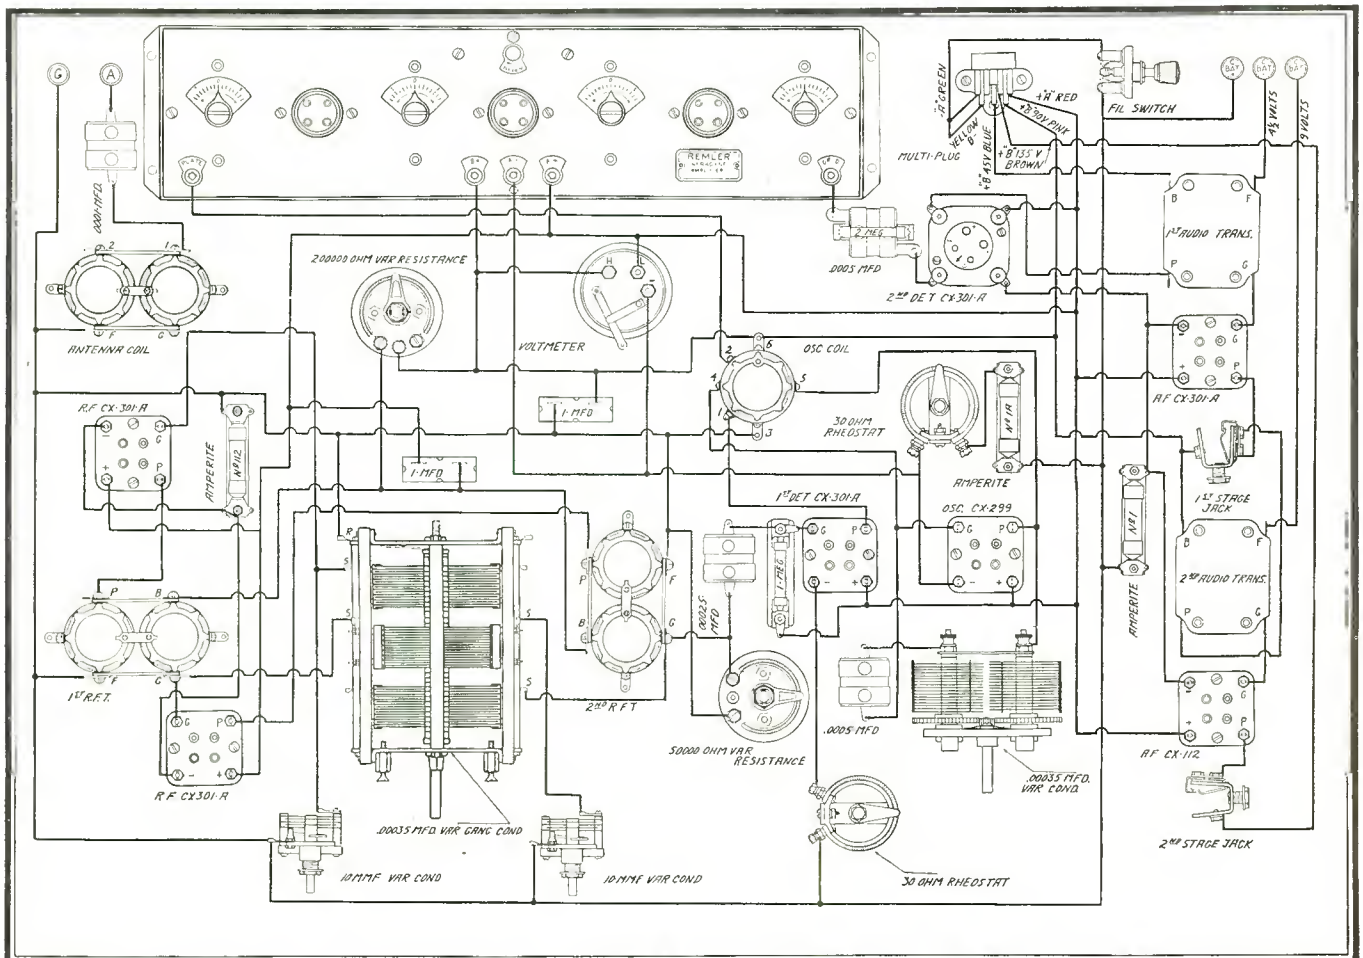 G
A
.0001-MFD.
PLATE
B+
A-
A+
GRD
REMLER
AMPLIFIER
"A" GREEN
YELLOW
B-
+"B" 45V BLUE
+"A" RED
+"B" 90V PINK
+"B" 135 V
BROWN
MULTI-PLUG
FIL SWITCH
C
BAT
+
C
BAT
-
C
BAT
-
4½ VOLTS
9 VOLTS
2
1
F
G
ANTENNA COIL
200000 OHM VAR RESISTANCE
H
L
-
VOLTMETER
2 MEG.
.0005 MFD
2ND DET CX-301-A
B
F
1ST AUDIO TRANS.
P
G
-
G
+
P
AF CX-301-A
2
6
4
5
1
3
OSC COIL
30 OHM
RHEOSTAT
Nº 1A
AMPERITE
1-MFD
1-MFD
R.F CX-301-A
-
G
+
P
AMPERITE
Nº 112
1ST STAGE
JACK
AMPERITE
Nº 1
B
F
2ND AUDIO TRANS.
P
G
1ST DET CX-301-A
G
P
-
+
OSC. CX-299
G
P
-
+
1-MEG
.00025
MFD
R
S
S
S
S
S
P
F
B
G
2ND R F T
P
B
F
G
1ST R.F.T.
G
P
-
+
R F CX301-A
50000 OHM VAR
RESISTANCE
.0005 MFD
.00035 MFD.
VAR COND.
-
G
+
P
AF CX-112
2ND STAGE JACK
.00035 MFD. VAR GANG COND
10 MMF VAR COND
10 MMF VAR COND
30 OHM RHEOSTAT